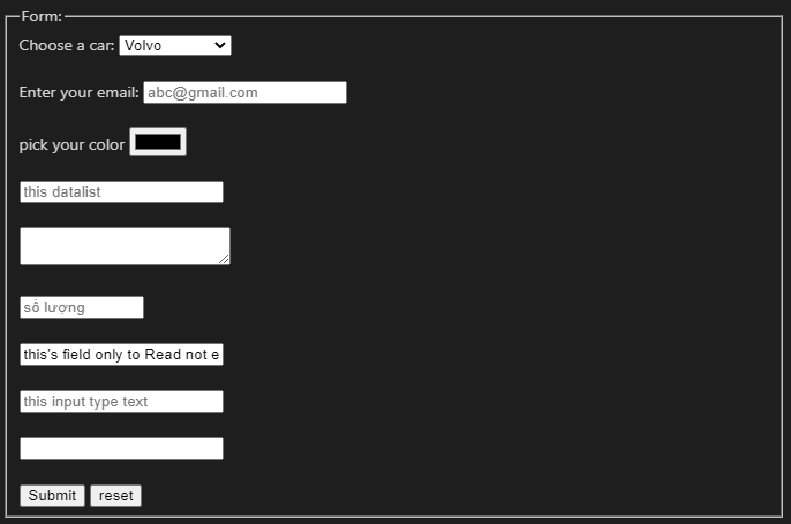 Form:
Choose a car: Volvo
Enter your email: abc@gmail.com
pick your color
this datalist
số lượng
this's field only to Read not e
this input type text
Submit reset